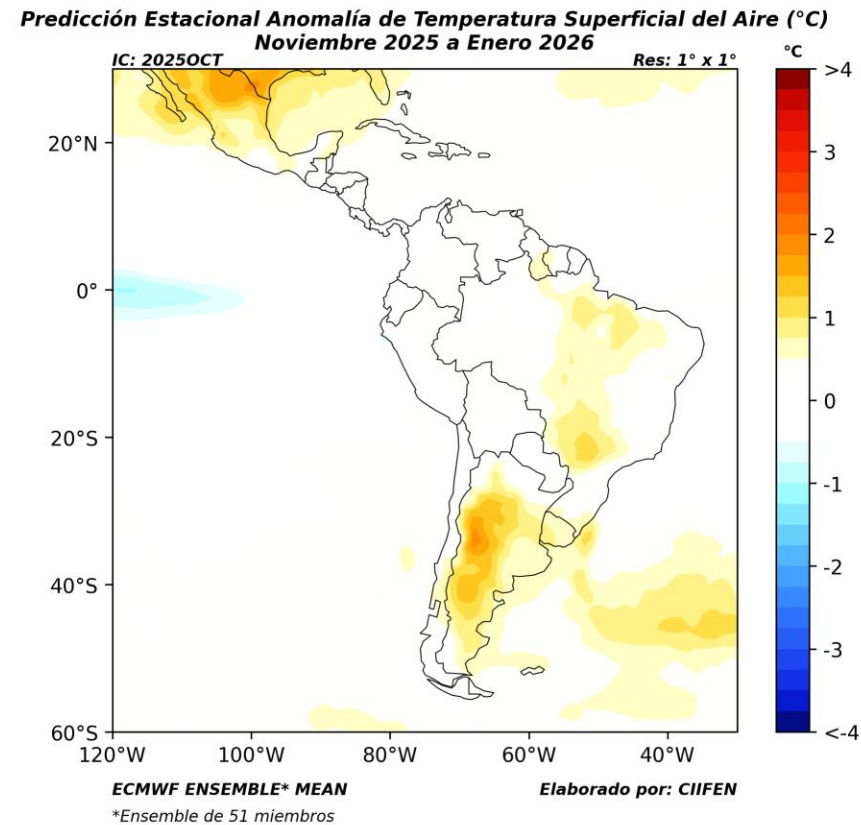 Predicción Estacional Anomalía de Temperatura Superficial del Aire (°C)
Noviembre 2025 a Enero 2026
IC: 2025OCT
Res: 1° x 1°
°C
>4
3
2
1
0
-1
-2
-3
<-4
20°N
0°
20°S
40°S
60°S
120°W
100°W
80°W
60°W
40°W
ECMWF ENSEMBLE* MEAN
Elaborado por: CIIFEN
*Ensemble de 51 miembros